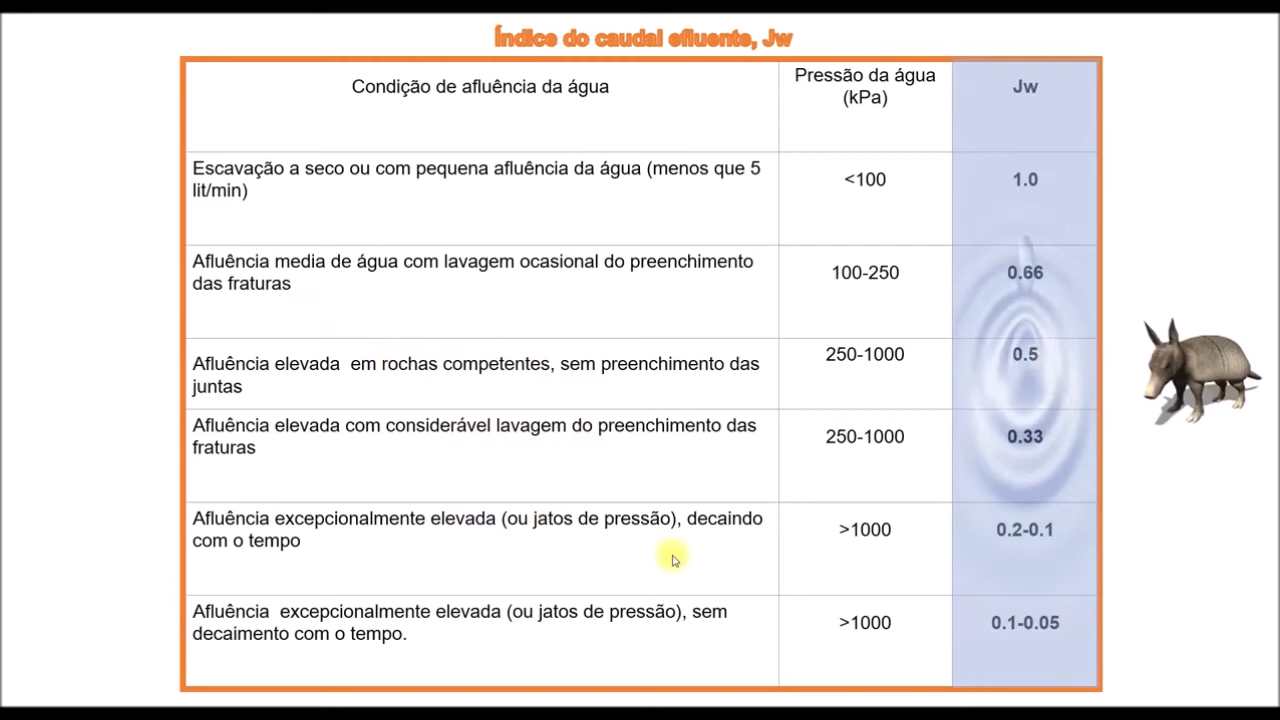 Índice do caudal efluente, Jw
Condição de afluência da água
Pressão da água
(kPa)
Jw
Escavação a seco ou com pequena afluência da água (menos que 5
lit/min)
<100
1.0
Afluência media de água com lavagem ocasional do preenchimento
das fraturas
100-250
0.66
Afluência elevada  em rochas competentes, sem preenchimento das
juntas
250-1000
0.5
Afluência elevada com considerável lavagem do preenchimento das
fraturas
250-1000
0.33
Afluência excepcionalmente elevada (ou jatos de pressão), decaindo
com o tempo
>1000
0.2-0.1
Afluência  excepcionalmente elevada (ou jatos de pressão), sem
decaimento com o tempo.
>1000
0.1-0.05